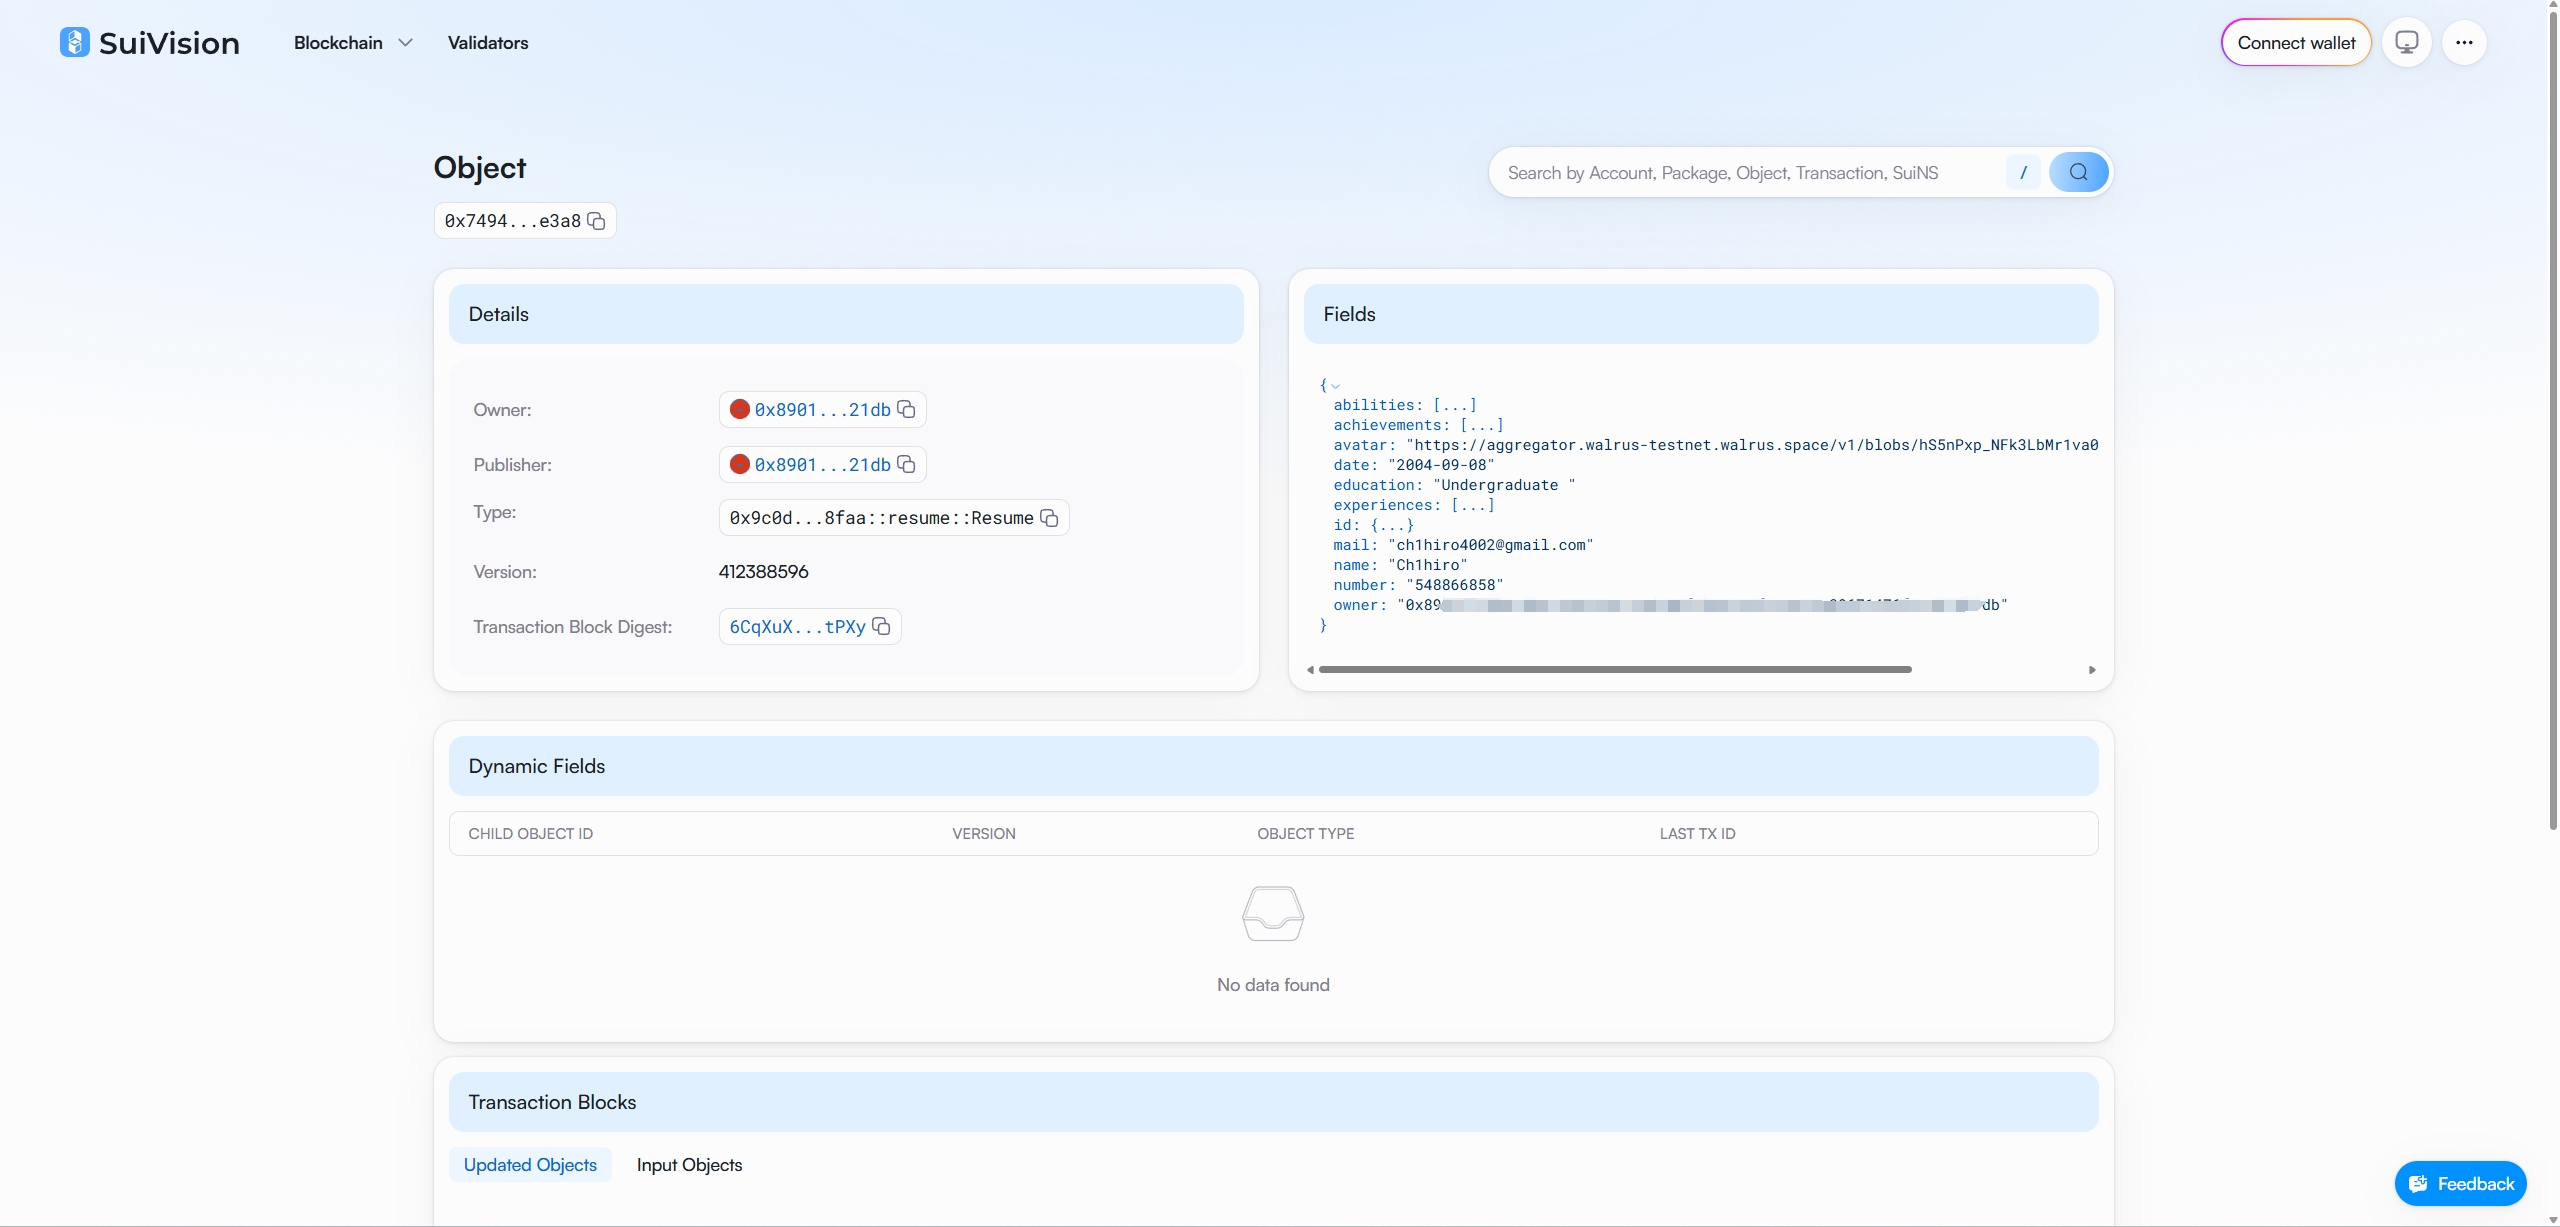 SuiVision
Blockchain
Validators
Connect wallet
Object
Search by Account, Package, Object, Transaction, SuiNS
/
0x7494...e3a8
Details
Owner:
0x8901...21db
Publisher:
0x8901...21db
Type:
0x9c0d...8faa::resume::Resume
Version:
412388596
Transaction Block Digest:
6CqXuX...tPXy
Fields
{
abilities: [...]
achievements: [...]
avatar: "https://aggregator.walrus-testnet.walrus.space/v1/blobs/hS5nPxp_NFk3LbMr1va0
date: "2004-09-08"
education: "Undergraduate "
experiences: [...]
id: {...}
mail: "ch1hiro4002@gmail.com"
name: "Ch1hiro"
number: "548866858"
owner: "0x89 db"
}
Dynamic Fields
CHILD OBJECT ID
VERSION
OBJECT TYPE
LAST TX ID
No data found
Transaction Blocks
Updated Objects
Input Objects
Feedback